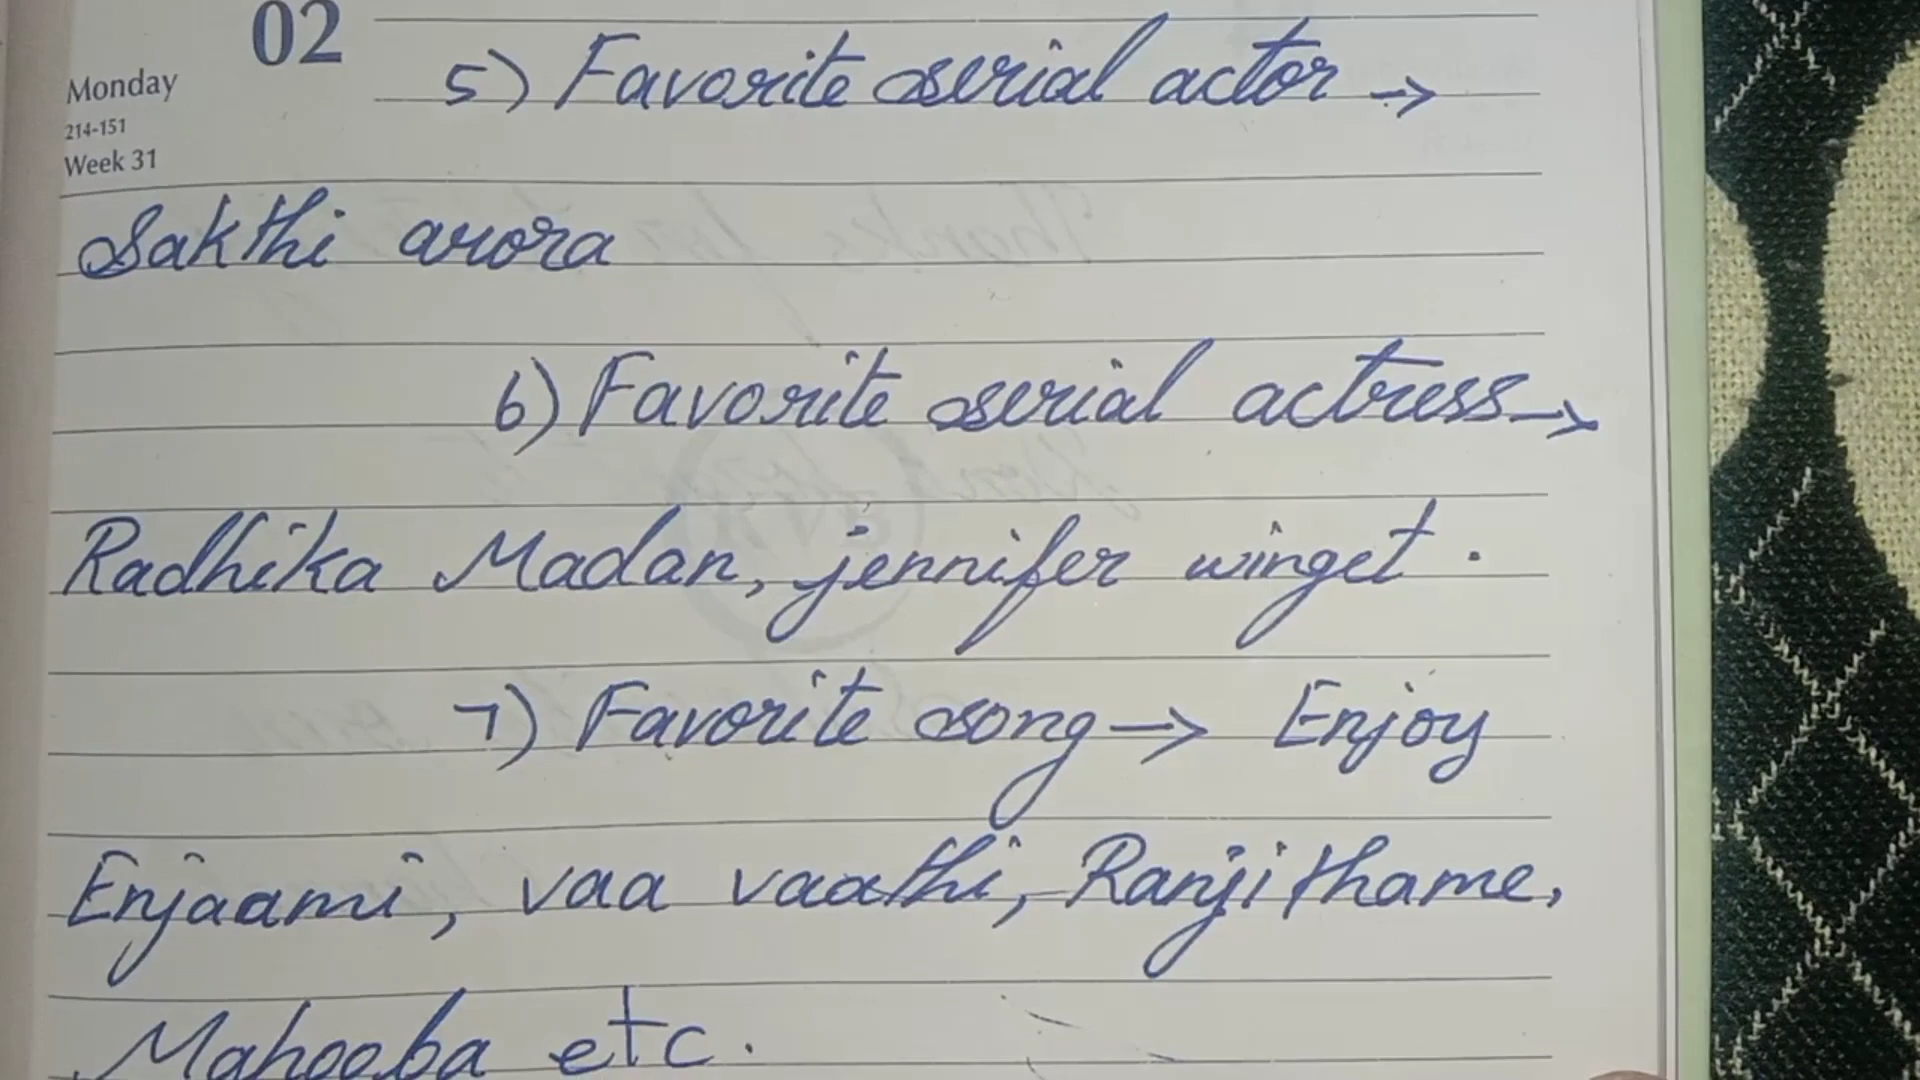 02
Monday
214-151
Week 31
5) Favorite serial actor →
Sakthi arora
6) Favorite serial actress →
Radhika Madan, jennifer winget.
7) Favorite song → Enjoy
Enjaami, vaa vaathi, Ranjithame,
Mahooba etc.